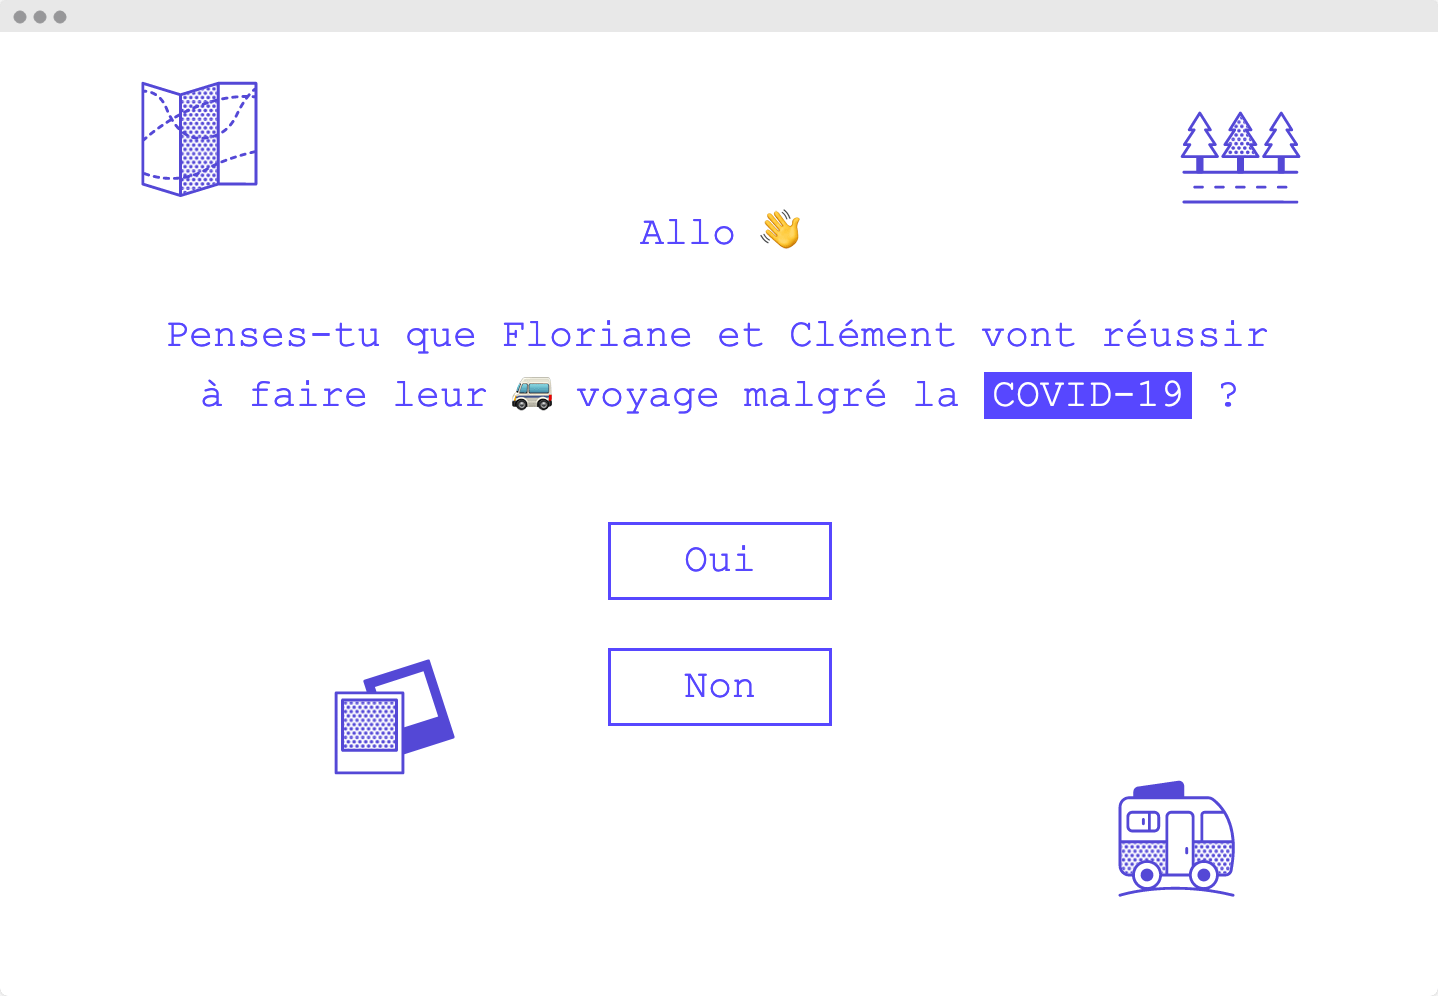 Allo 👋
Penses-tu que Floriane et Clément vont réussir
à faire leur 🚐 voyage malgré la COVID-19 ?
Oui
Non